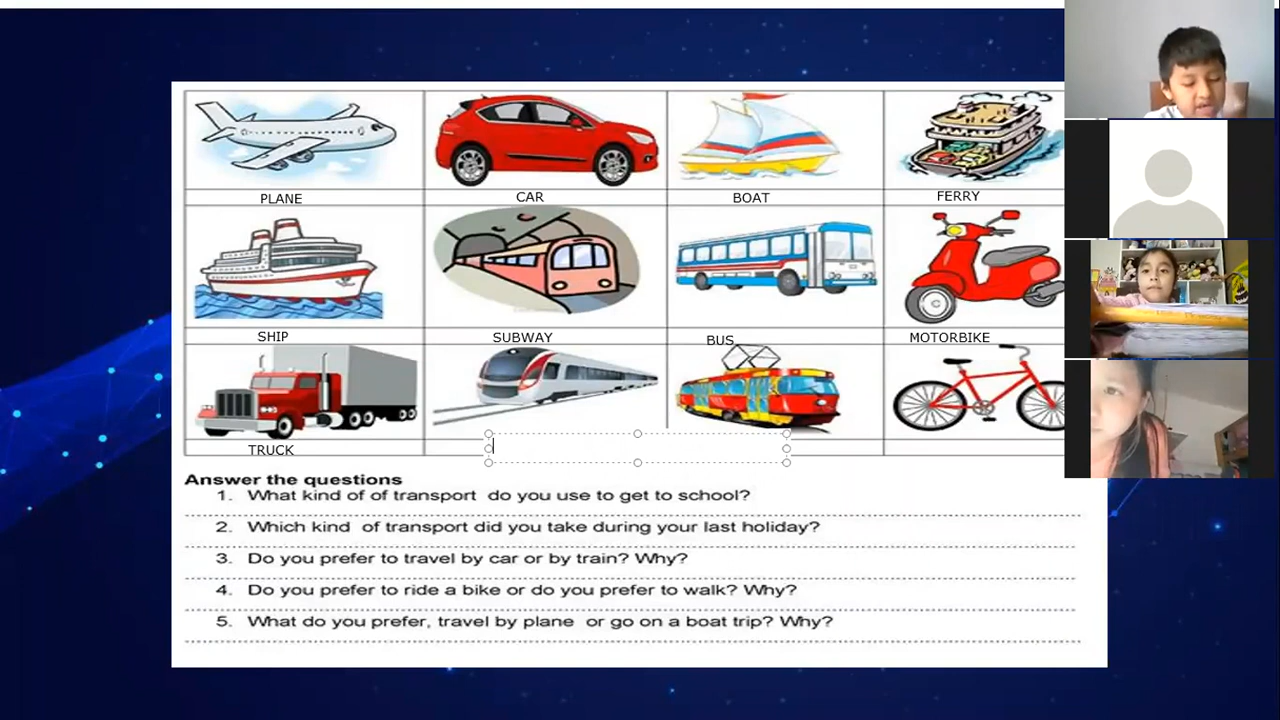 PLANE CAR BOAT FERRY
SHIP SUBWAY BUS MOTORBIKE
TRUCK
Answer the questions
1. What kind of of transport do you use to get to school?
2. Which kind of transport did you take during your last holiday?
3. Do you prefer to travel by car or by train? Why?
4. Do you prefer to ride a bike or do you prefer to walk? Why?
5. What do you prefer, travel by plane or go on a boat trip? Why?